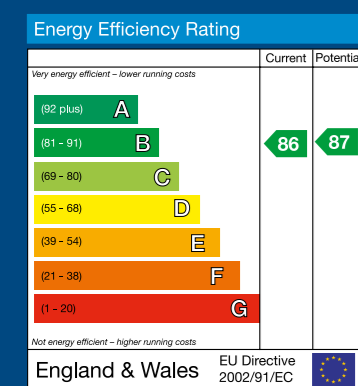 Energy Efficiency Rating
Current Potentia
Very energy efficient – lower running costs
(92 plus) A
(81 – 91) B 86 87
(69 – 80) C
(55 – 68) D
(39 – 54) E
(21 – 38) F
(1 – 20) G
Not energy efficient – higher running costs
England & Wales
EU Directive
2002/91/EC